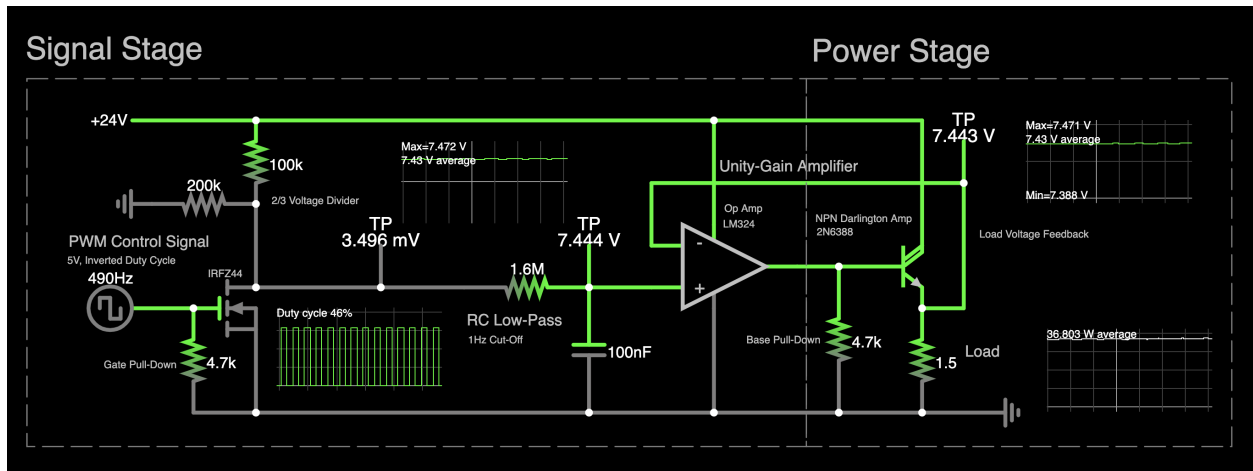 Signal Stage
Power Stage
+24V
100k
200k
2/3 Voltage Divider
Max=7.472 V
7.43 V average
TP
7.443 V
Max=7.471 V
7.43 V average
Min=7.388 V
Unity-Gain Amplifier
Op Amp
LM324
NPN Darlington Amp
2N6388
Load Voltage Feedback
PWM Control Signal
5V, Inverted Duty Cycle
490Hz
IRFZ44
TP
3.496 mV
TP
7.444 V
1.6M
-
+
RC Low-Pass
1Hz Cut-Off
Duty cycle 46%
100nF
Gate Pull-Down
4.7k
Base Pull-Down
4.7k
Load
1.5
36.803 W average